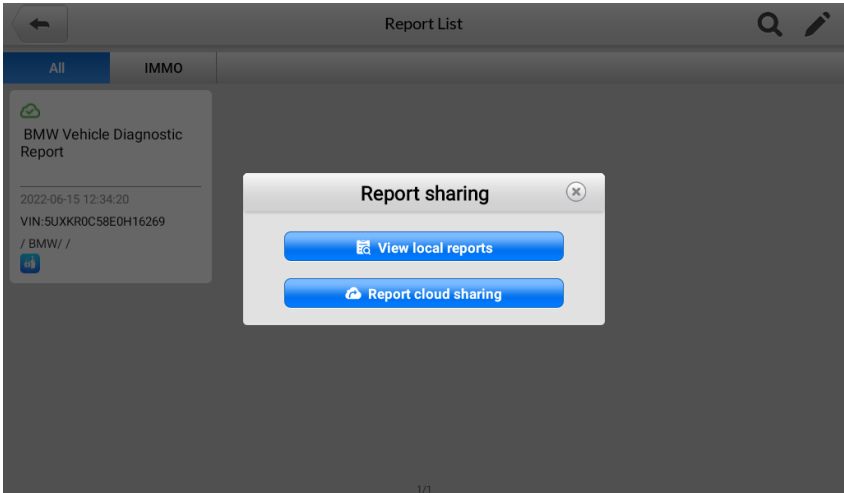 Report List
All
IMMO
BMW Vehicle Diagnostic
Report
2022-06-15 12:34:20
VIN:5UXKR0C58E0H16269
/ BMW/ /
Report sharing
View local reports
Report cloud sharing
1/1